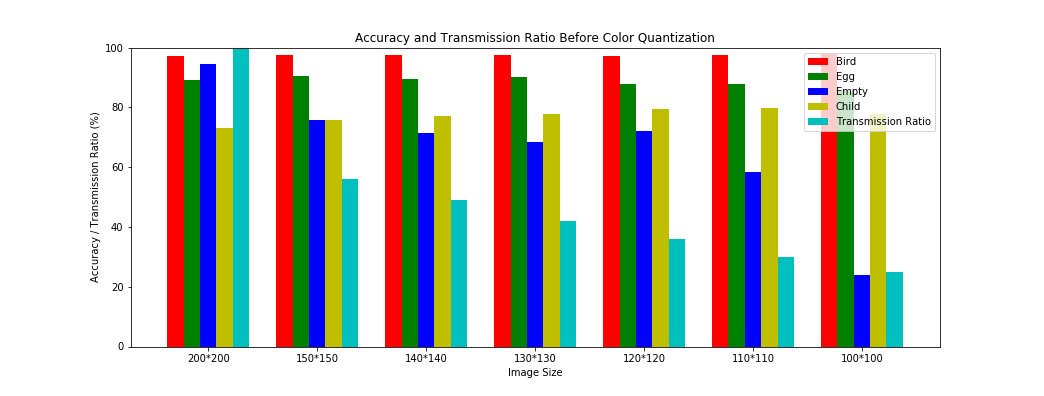 Accuracy and Transmission Ratio Before Color Quantization
Accuracy / Transmission Ratio (%)
100
80
60
40
20
0
Bird
Egg
Empty
Child
Transmission Ratio
200*200
150*150
140*140
130*130
120*120
110*110
100*100
Image Size